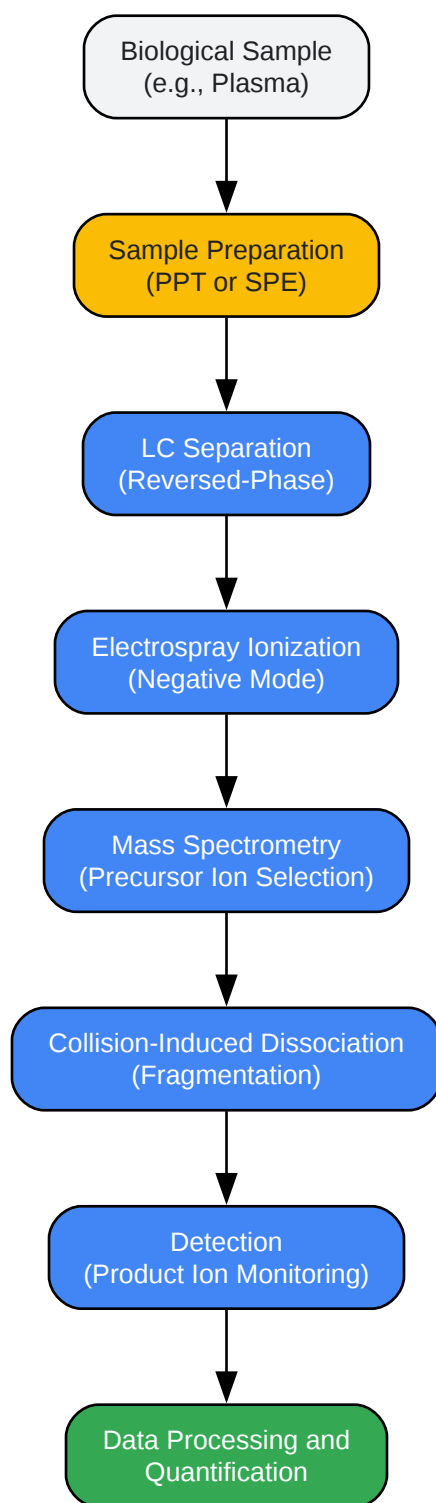 Biological Sample
(e.g., Plasma)
Sample Preparation
(PPT or SPE)
LC Separation
(Reversed-Phase)
Electrospray Ionization
(Negative Mode)
Mass Spectrometry
(Precursor Ion Selection)
Collision-Induced Dissociation
(Fragmentation)
Detection
(Product Ion Monitoring)
Data Processing and
Quantification